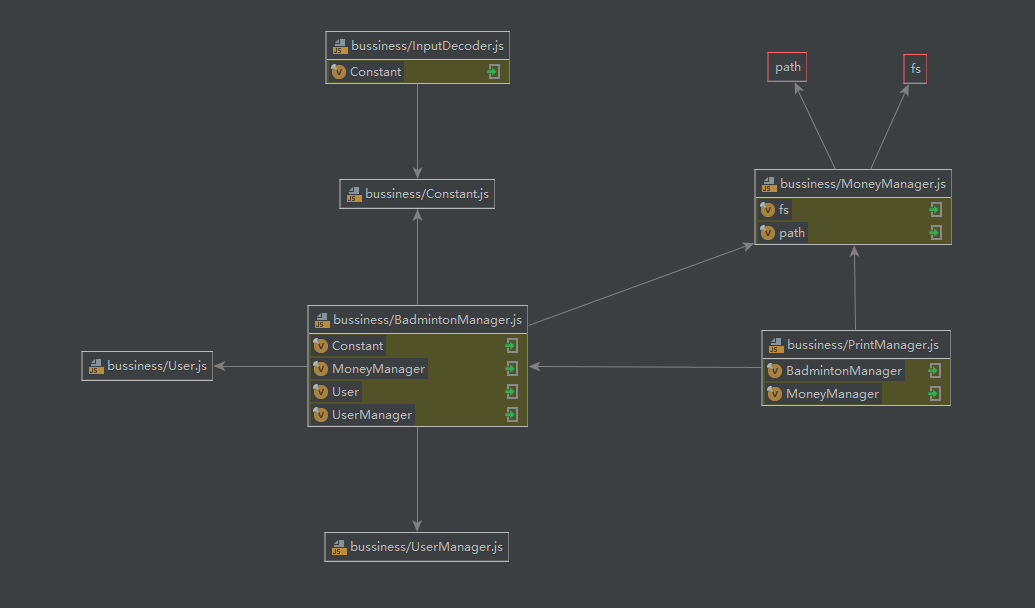 bussiness/InputDecoder.js
Constant
path
fs
bussiness/Constant.js
bussiness/MoneyManager.js
fs
path
bussiness/BadmintonManager.js
Constant
MoneyManager
User
UserManager
bussiness/PrintManager.js
BadmintonManager
MoneyManager
bussiness/User.js
bussiness/UserManager.js